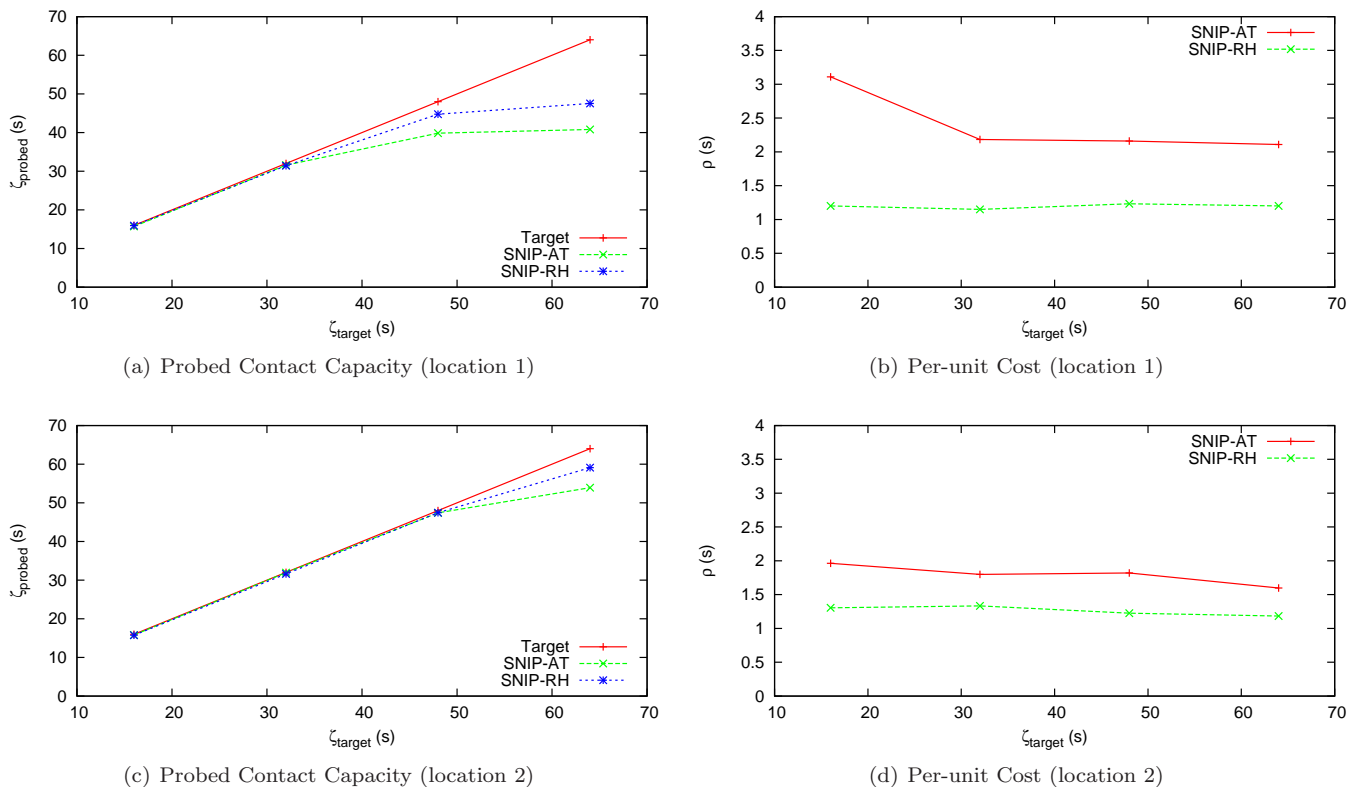 70
60
50
40
30
20
10
0
ζprobed (s)
Target
SNIP-AT
SNIP-RH
10 20 30 40 50 60 70
ζtarget (s)
(a) Probed Contact Capacity (location 1)
4
3.5
3
2.5
2
1.5
1
0.5
0
ρ (s)
SNIP-AT
SNIP-RH
10 20 30 40 50 60 70
ζtarget (s)
(b) Per-unit Cost (location 1)
70
60
50
40
30
20
10
0
ζprobed (s)
Target
SNIP-AT
SNIP-RH
10 20 30 40 50 60 70
ζtarget (s)
(c) Probed Contact Capacity (location 2)
4
3.5
3
2.5
2
1.5
1
0.5
0
ρ (s)
SNIP-AT
SNIP-RH
10 20 30 40 50 60 70
ζtarget (s)
(d) Per-unit Cost (location 2)